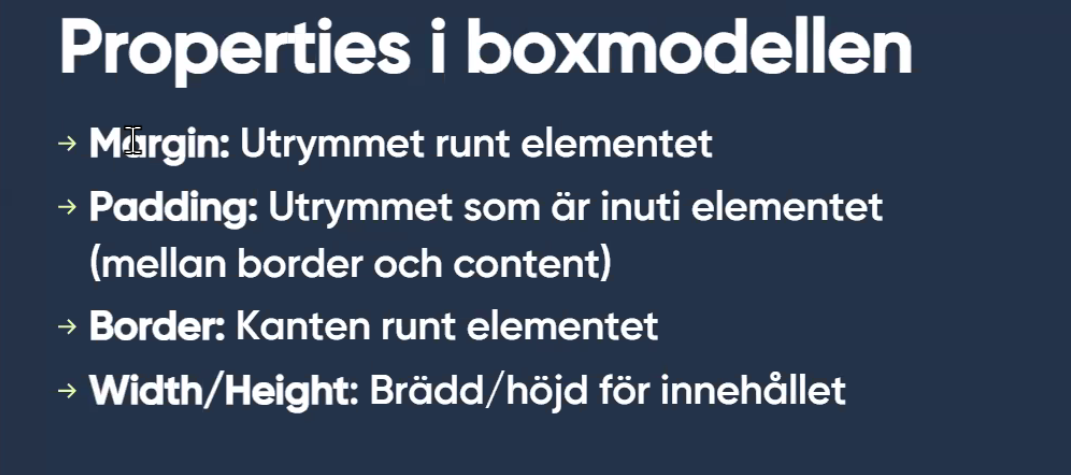 Properties i boxmodellen
→ Margin: Utrymmet runt elementet
→ Padding: Utrymmet som är inuti elementet
(mellan border och content)
→ Border: Kanten runt elementet
→ Width/Height: Brädd/höjd för innehållet